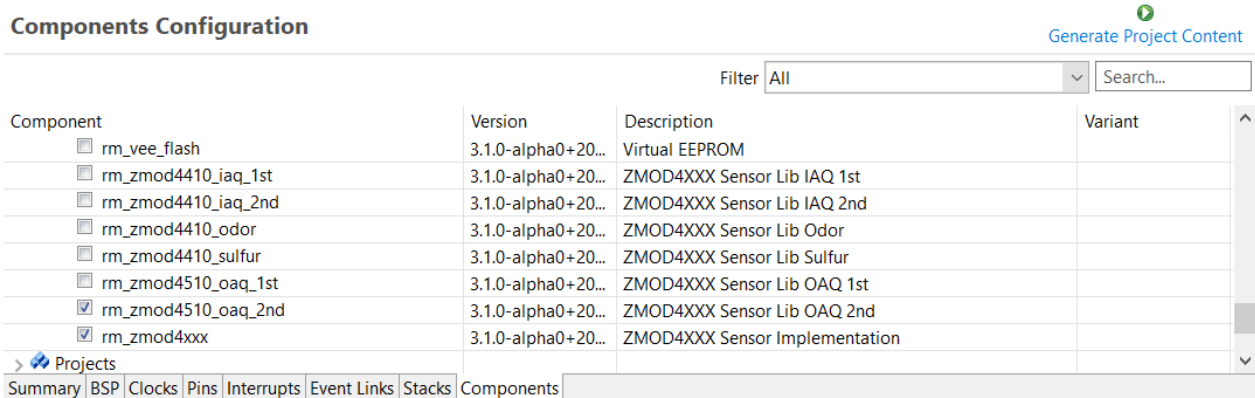 Components Configuration
Generate Project Content
Filter All Search...
Component Version Description Variant
rm_vee_flash 3.1.0-alpha0+20... Virtual EEPROM
rm_zmod4410_iaq_1st 3.1.0-alpha0+20... ZMOD4XXX Sensor Lib IAQ 1st
rm_zmod4410_iaq_2nd 3.1.0-alpha0+20... ZMOD4XXX Sensor Lib IAQ 2nd
rm_zmod4410_odor 3.1.0-alpha0+20... ZMOD4XXX Sensor Lib Odor
rm_zmod4410_sulfur 3.1.0-alpha0+20... ZMOD4XXX Sensor Lib Sulfur
rm_zmod4510_oaq_1st 3.1.0-alpha0+20... ZMOD4XXX Sensor Lib OAQ 1st
rm_zmod4510_oaq_2nd 3.1.0-alpha0+20... ZMOD4XXX Sensor Lib OAQ 2nd
rm_zmod4xxx 3.1.0-alpha0+20... ZMOD4XXX Sensor Implementation
Projects
Summary BSP Clocks Pins Interrupts Event Links Stacks Components